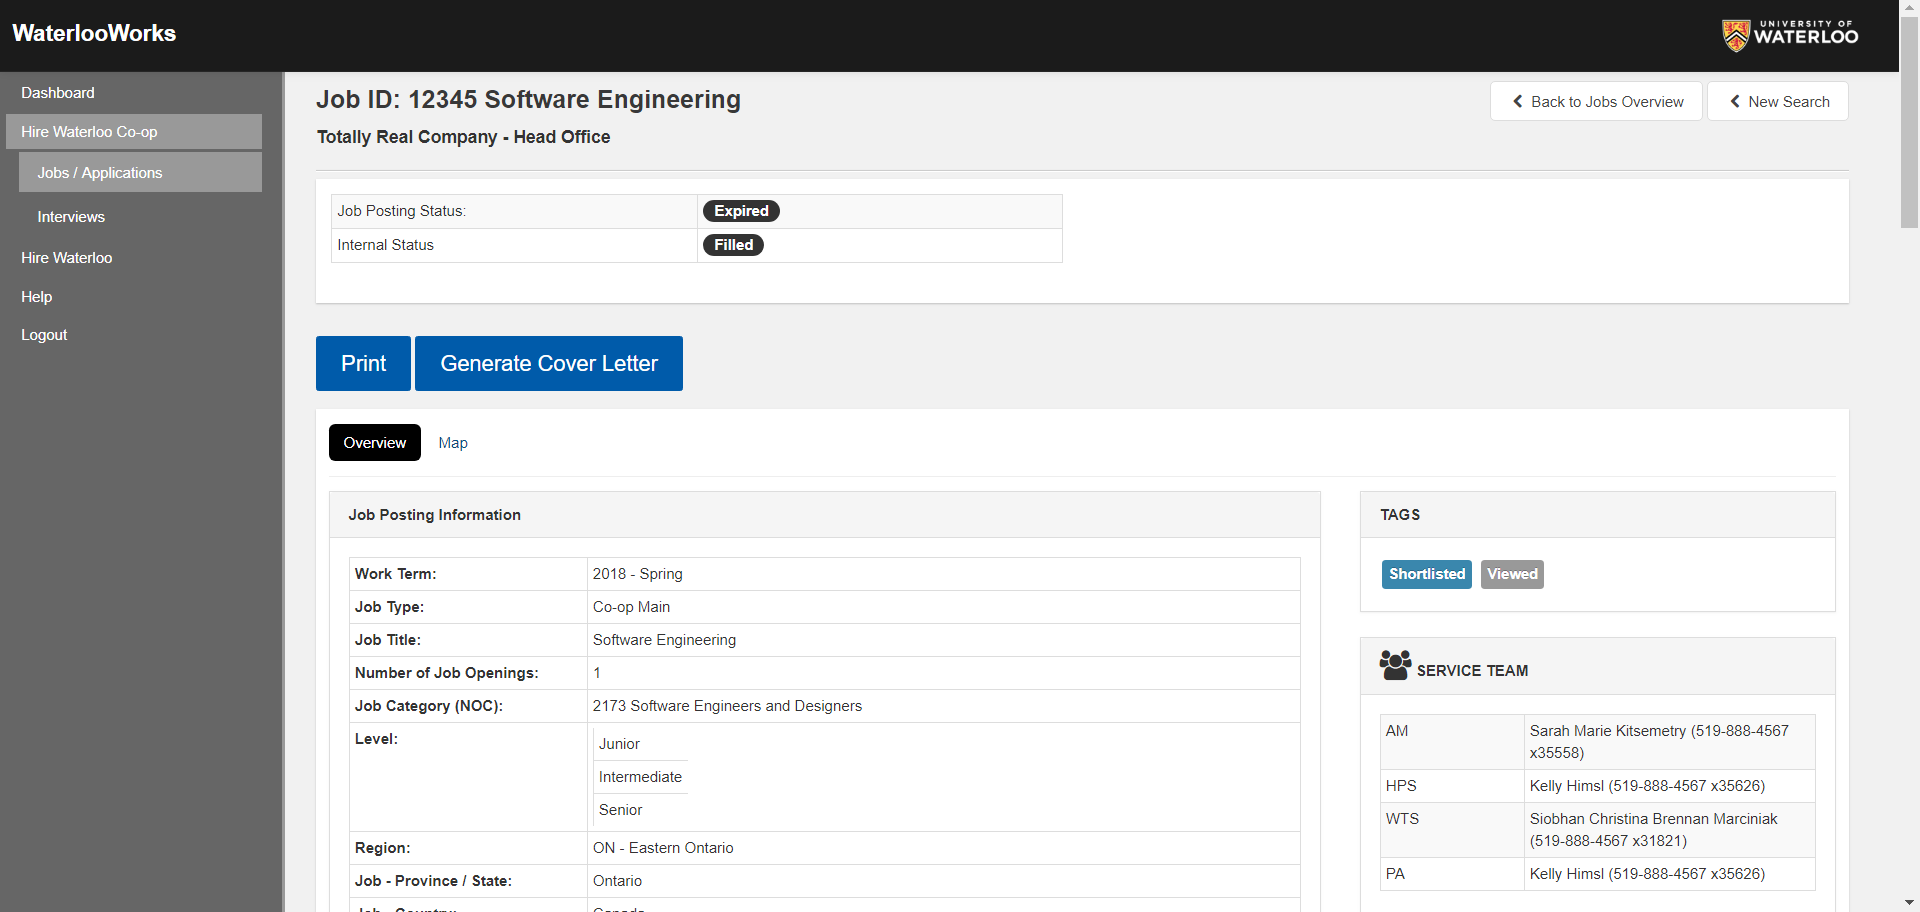 WaterlooWorks
UNIVERSITY OF
WATERLOO
Dashboard
Hire Waterloo Co-op
Jobs / Applications
Interviews
Hire Waterloo
Help
Logout
Job ID: 12345 Software Engineering
Totally Real Company - Head Office
Back to Jobs Overview
New Search
Job Posting Status: Expired
Internal Status Filled
Print
Generate Cover Letter
Overview Map
Job Posting Information
Work Term: 2018 - Spring
Job Type: Co-op Main
Job Title: Software Engineering
Number of Job Openings: 1
Job Category (NOC): 2173 Software Engineers and Designers
Level: Junior
Intermediate
Senior
Region: ON - Eastern Ontario
Job - Province / State: Ontario
Job - Country: Canada
TAGS
Shortlisted Viewed
SERVICE TEAM
AM Sarah Marie Kitsemetry (519-888-4567
x35558)
HPS Kelly Himsl (519-888-4567 x35626)
WTS Siobhan Christina Brennan Marciniak
(519-888-4567 x31821)
PA Kelly Himsl (519-888-4567 x35626)